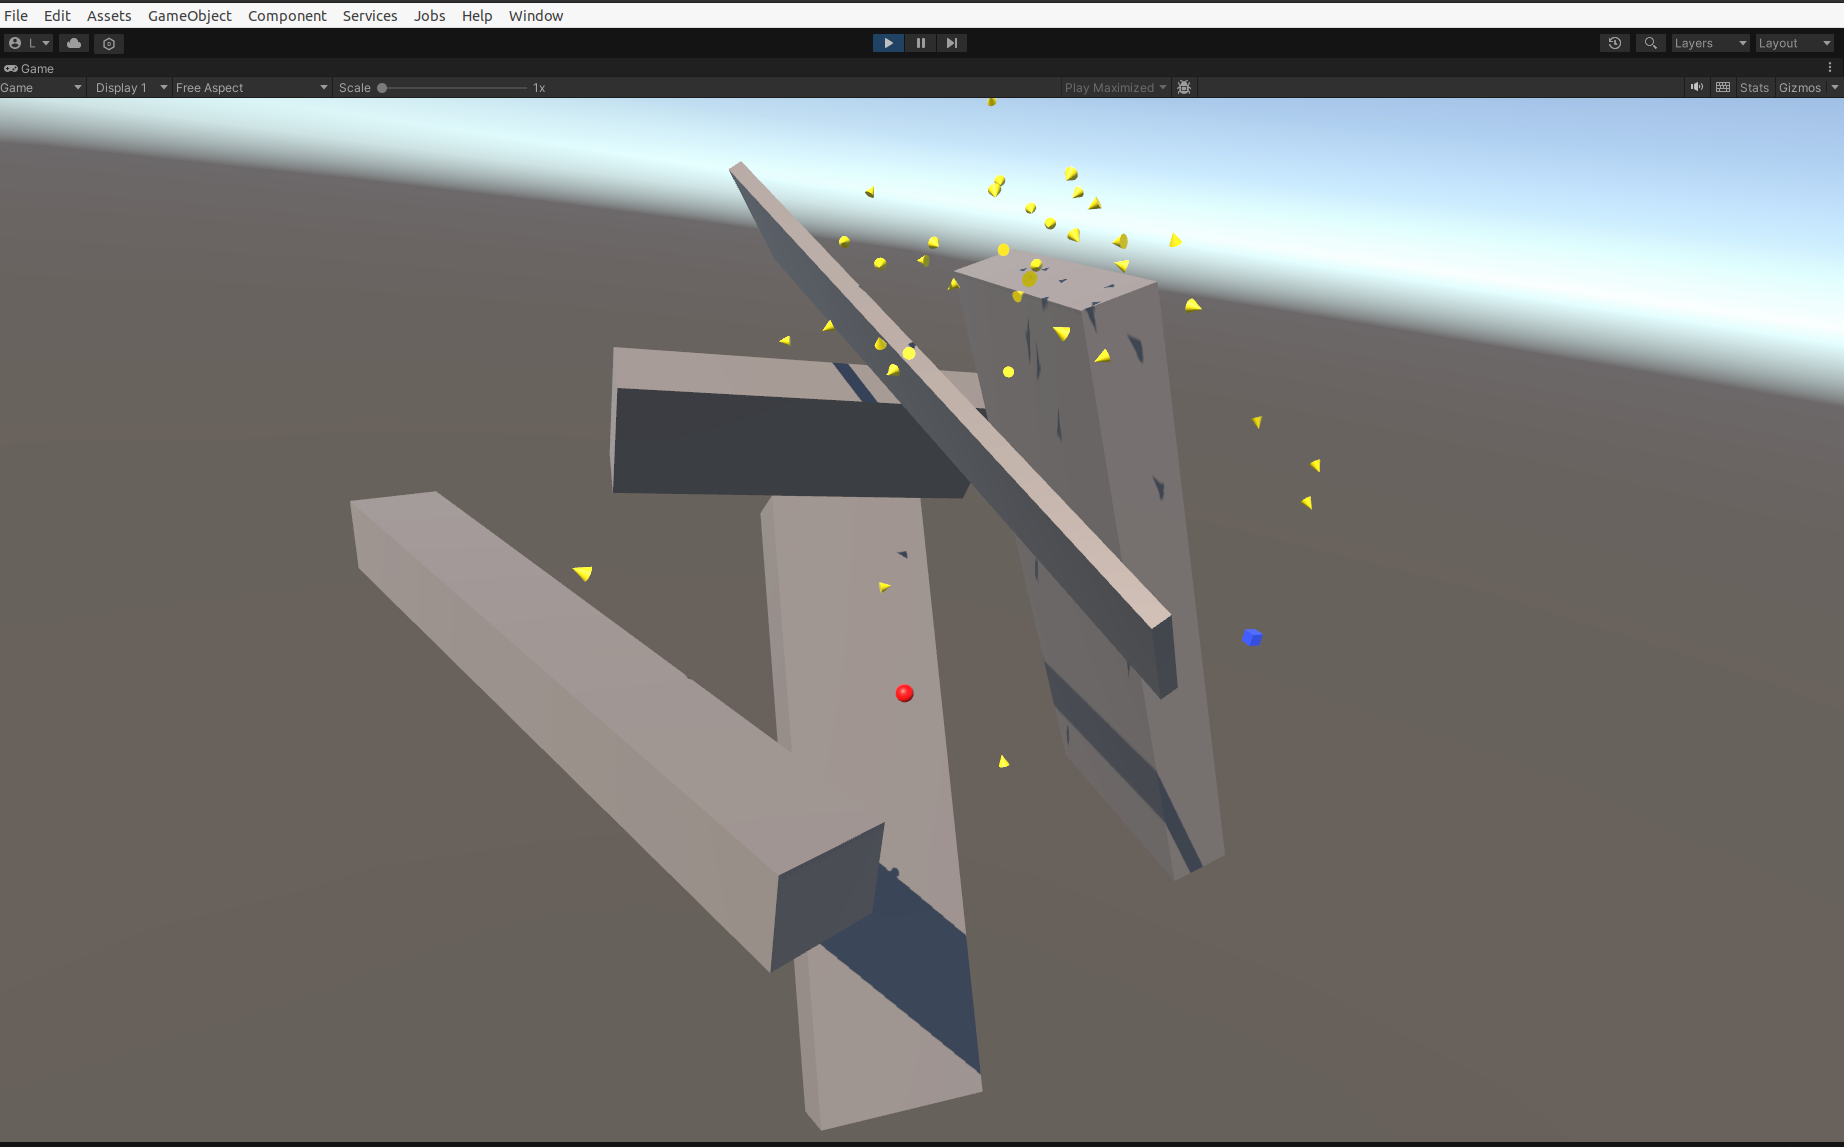 File Edit Assets GameObject Component Services Jobs Help Window
L Layers Layout
Game
Game Display 1 Free Aspect Scale 1x Play Maximized Stats Gizmos